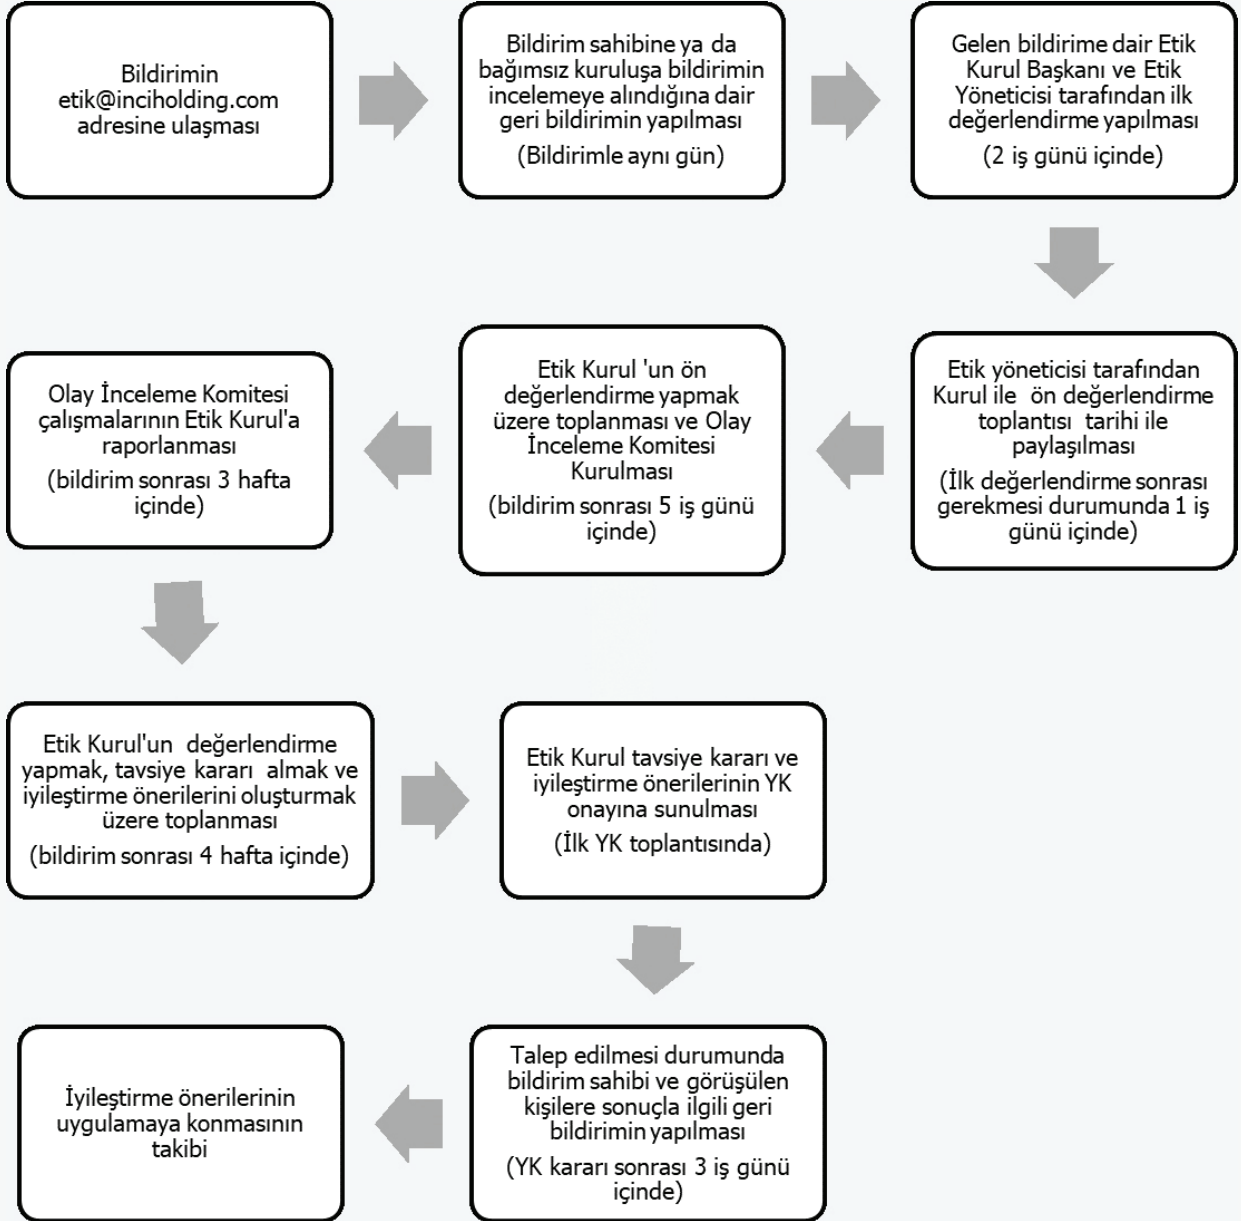 Bildirimin
etik@inciholding.com
adresine ulaşması
Bildirim sahibine ya da
bağımsız kuruluşa bildirimin
incelemeye alındığına dair
geri bildirimin yapılması
(Bildirimle aynı gün)
Gelen bildirime dair Etik
Kurul Başkanı ve Etik
Yöneticisi tarafından ilk
değerlendirme yapılması
(2 iş günü içinde)
Etik yöneticisi tarafından
Kurul ile ön değerlendirme
toplantısı tarihi ile
paylaşılması
(İlk değerlendirme sonrası
gerekmesi durumunda 1 iş
günü içinde)
Etik Kurul 'un ön
değerlendirme yapmak
üzere toplanması ve Olay
İnceleme Komitesi
Kurulması
(bildirim sonrası 5 iş günü
içinde)
Olay İnceleme Komitesi
çalışmalarının Etik Kurul'a
raporlanması
(bildirim sonrası 3 hafta
içinde)
Etik Kurul'un değerlendirme
yapmak, tavsiye kararı almak ve
iyileştirme önerilerini oluşturmak
üzere toplanması
(bildirim sonrası 4 hafta içinde)
Etik Kurul tavsiye kararı ve
iyileştirme önerilerinin YK
onayına sunulması
(İlk YK toplantısında)
Talep edilmesi durumunda
bildirim sahibi ve görüşülen
kişilere sonuçla ilgili geri
bildirimin yapılması
(YK kararı sonrası 3 iş günü
içinde)
İyileştirme önerilerinin
uygulamaya konmasının
takibi